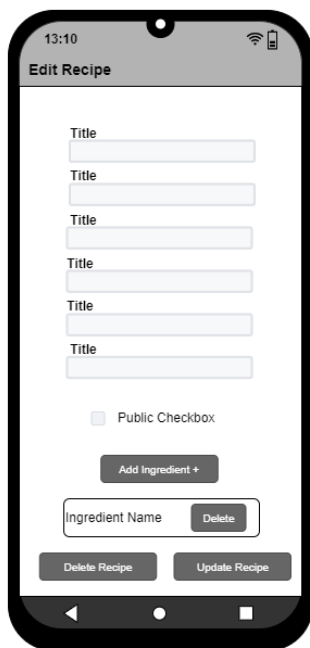 13:10
Edit Recipe
Title
Title
Title
Title
Title
Title
Public Checkbox
Add Ingredient +
Ingredient Name Delete
Delete Recipe Update Recipe